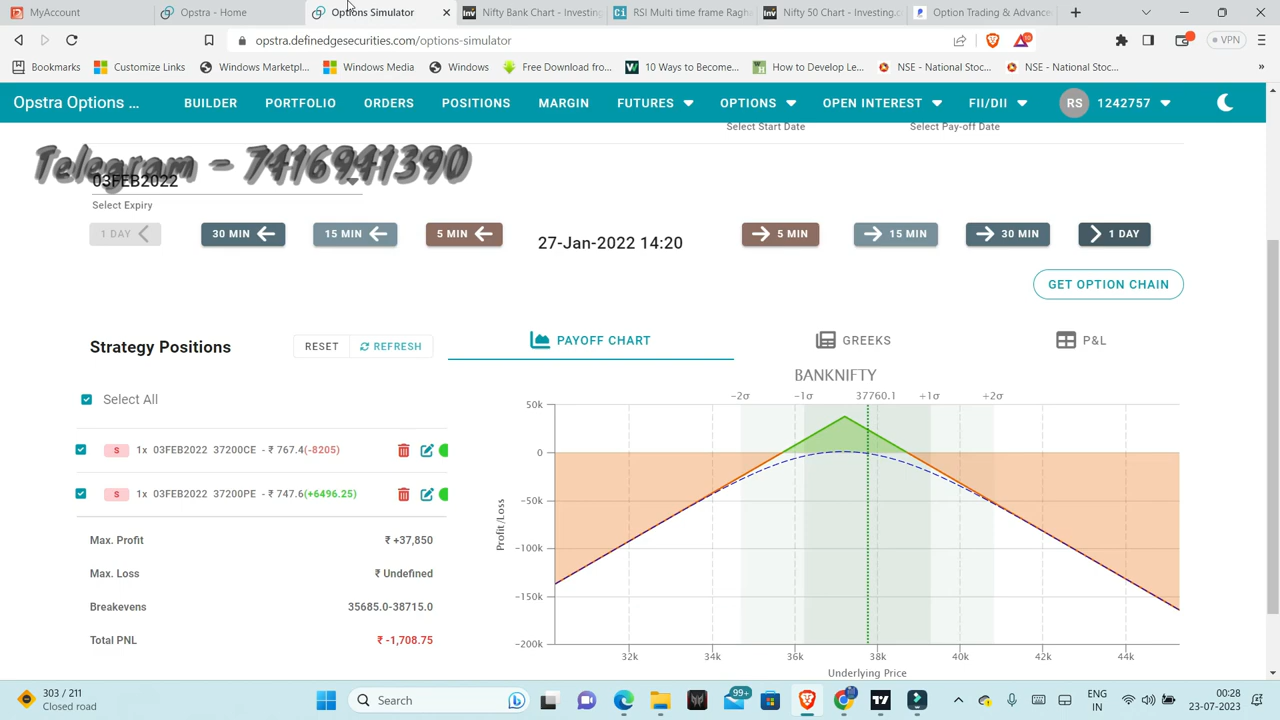 MyAccount
Opstra - Home
Options Simulator
Nifty Bank Chart - Investing
RSI Multi time frame Ragha
Nifty 50 Chart - Investing.c
Option Trading & Advance
opstra.definedgesecurities.com/options-simulator
VPN
Bookmarks
Customize Links
Windows Marketpl...
Windows Media
Windows
Free Download fro...
10 Ways to Become...
How to Develop Le...
NSE - National Stoc...
NSE - National Stoc...
Opstra Options ...
BUILDER
PORTFOLIO
ORDERS
POSITIONS
MARGIN
FUTURES
OPTIONS
OPEN INTEREST
FII/DII
RS
1242757
Select Start Date
Select Pay-off Date
Telegram - 7416941390
03FEB2022
Select Expiry
1 DAY
30 MIN
15 MIN
5 MIN
27-Jan-2022 14:20
5 MIN
15 MIN
30 MIN
1 DAY
GET OPTION CHAIN
Strategy Positions
RESET
REFRESH
PAYOFF CHART
GREEKS
P&L
Select All
S 1x 03FEB2022 37200CE - ₹ 767.4(-8205)
S 1x 03FEB2022 37200PE - ₹ 747.6(+6496.25)
Max. Profit ₹ +37,850
Max. Loss ₹ Undefined
Breakevens 35685.0-38715.0
Total PNL ₹ -1,708.75
BANKNIFTY
-2σ -1σ 37760.1 +1σ +2σ
50k
0
-50k
-100k
-150k
-200k
Profit/Loss
32k 34k 36k 38k 40k 42k 44k
Underlying Price
303 / 211
Closed road
Search
99+
ENG
IN
00:28
23-07-2023